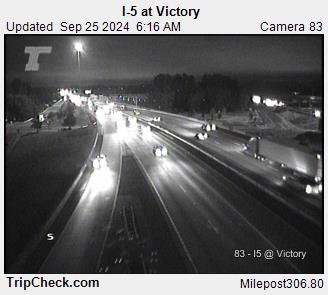 I-5 at Victory
Updated Sep 25 2024 6:16 AM Camera 83
T
S
83 - I5 @ Victory
TripCheck.com Milepost306.80